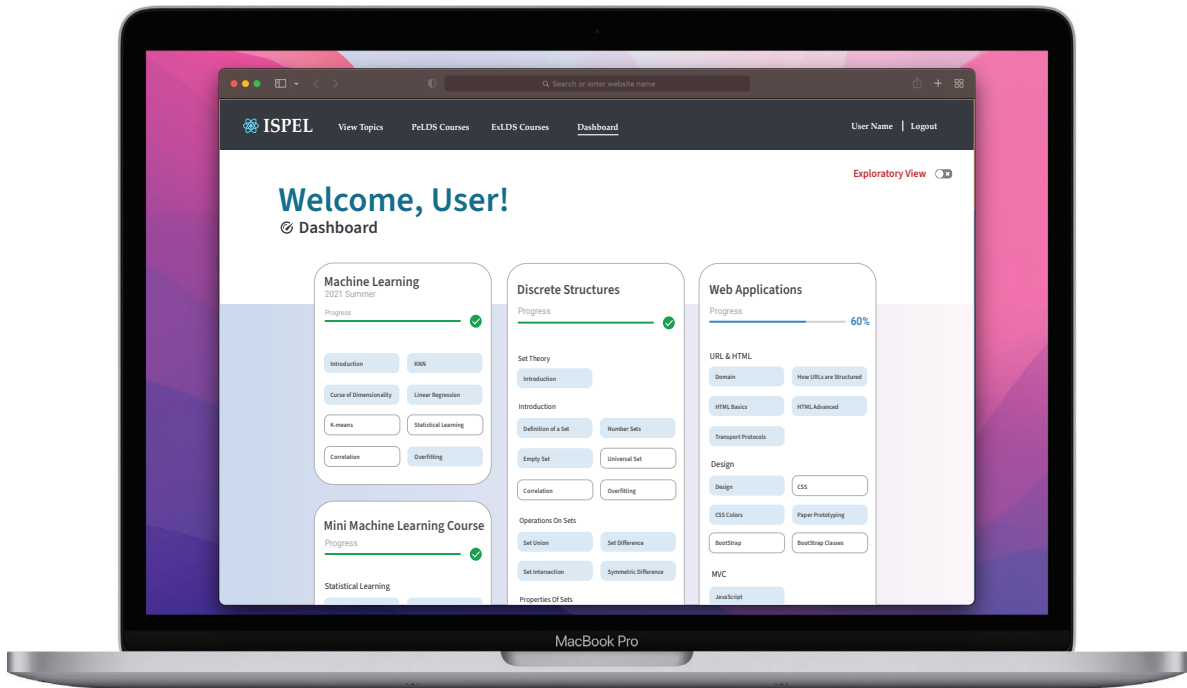 Search or enter website name
ISPEL
View Topics
PeLDS Courses
ExLDS Courses
Dashboard
User Name | Logout
Exploratory View
Welcome, User!
Dashboard
Machine Learning
2021 Summer
Progress
Introduction
KNN
Curse of Dimensionality
Linear Regression
K-means
Statistical Learning
Correlation
Overfitting
Mini Machine Learning Course
Progress
Statistical Learning
Discrete Structures
Progress
Set Theory
Introduction
Introduction
Definition of a Set
Number Sets
Empty Set
Universal Set
Correlation
Overfitting
Operations On Sets
Set Union
Set Difference
Set Intersection
Symmetric Difference
Properties Of Sets
Web Applications
Progress
60%
URL & HTML
Domain
How URLs are Structured
HTML Basics
HTML Advanced
Transport Protocols
Design
Design
CSS
CSS Colors
Paper Prototyping
BootStrap
BootStrap Classes
MVC
JavaScript
MacBook Pro